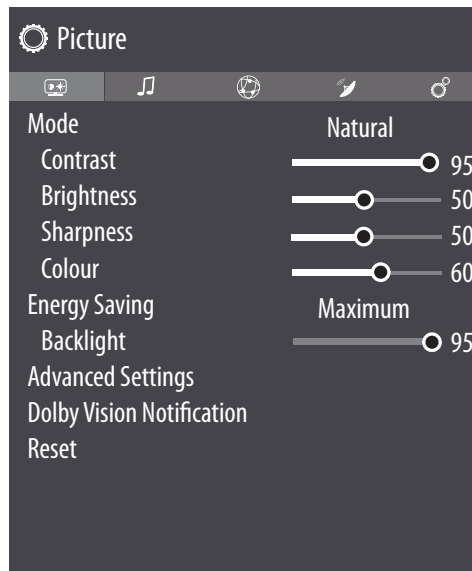 Picture
Mode Natural
Contrast 95
Brightness 50
Sharpness 50
Colour 60
Energy Saving Maximum
Backlight 95
Advanced Settings
Dolby Vision Notification
Reset